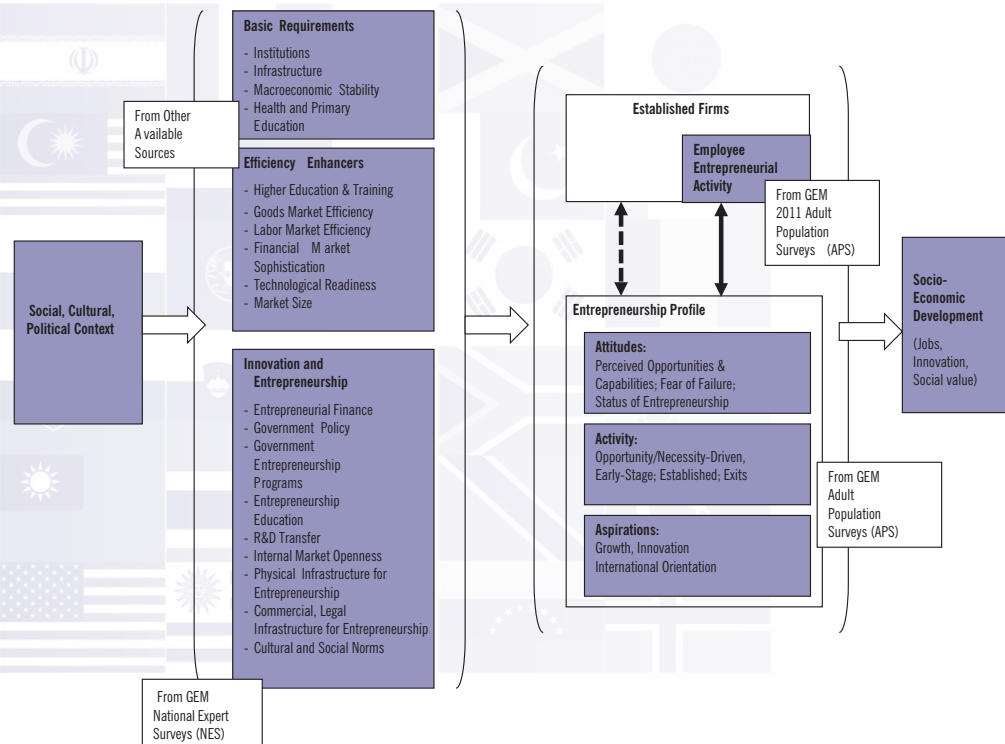 Social, Cultural,
Political Context
From Other
A vailable
Sources
Basic Requirements
- Institutions
- Infrastructure
- Macroeconomic Stability
- Health and Primary
Education
Efficiency Enhancers
- Higher Education & Training
- Goods Market Efficiency
- Labor Market Efficiency
- Financial M arket
Sophistication
- Technological Readiness
- Market Size
Innovation and
Entrepreneurship
- Entrepreneurial Finance
- Government Policy
- Government
Entrepreneurship
Programs
- Entrepreneurship
Education
- R&D Transfer
- Internal Market Openness
- Physical Infrastructure for
Entrepreneurship
- Commercial, Legal
Infrastructure for Entrepreneurship
- Cultural and Social Norms
From GEM
National Expert
Surveys (NES)
Established Firms
Employee
Entrepreneurial
Activity
From GEM
2011 Adult
Population
Surveys (APS)
Entrepreneurship Profile
Attitudes:
Perceived Opportunities &
Capabilities; Fear of Failure;
Status of Entrepreneurship
Activity:
Opportunity/Necessity-Driven,
Early-Stage; Established; Exits
Aspirations:
Growth, Innovation
International Orientation
From GEM
Adult
Population
Surveys (APS)
Socio-
Economic
Development
(Jobs,
Innovation,
Social value)